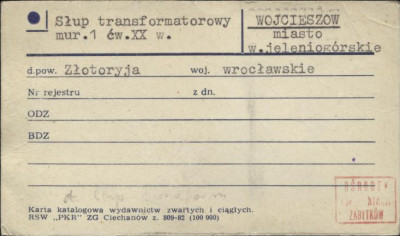 Słup transformatorowy
mur.1 ćw.XX w.
WOJCIESZÓW
miasto
w.jeleniogórskie
d.pow. Złotoryja woj. wrocławskie
Nr rejestru z dn.
ODZ
BDZ
Karta katalogowa wydawnictw zwartych i ciągłych.
RSW „PKR” ZG Ciechanów z. 809-82 (100 000)
ZABYTKÓW